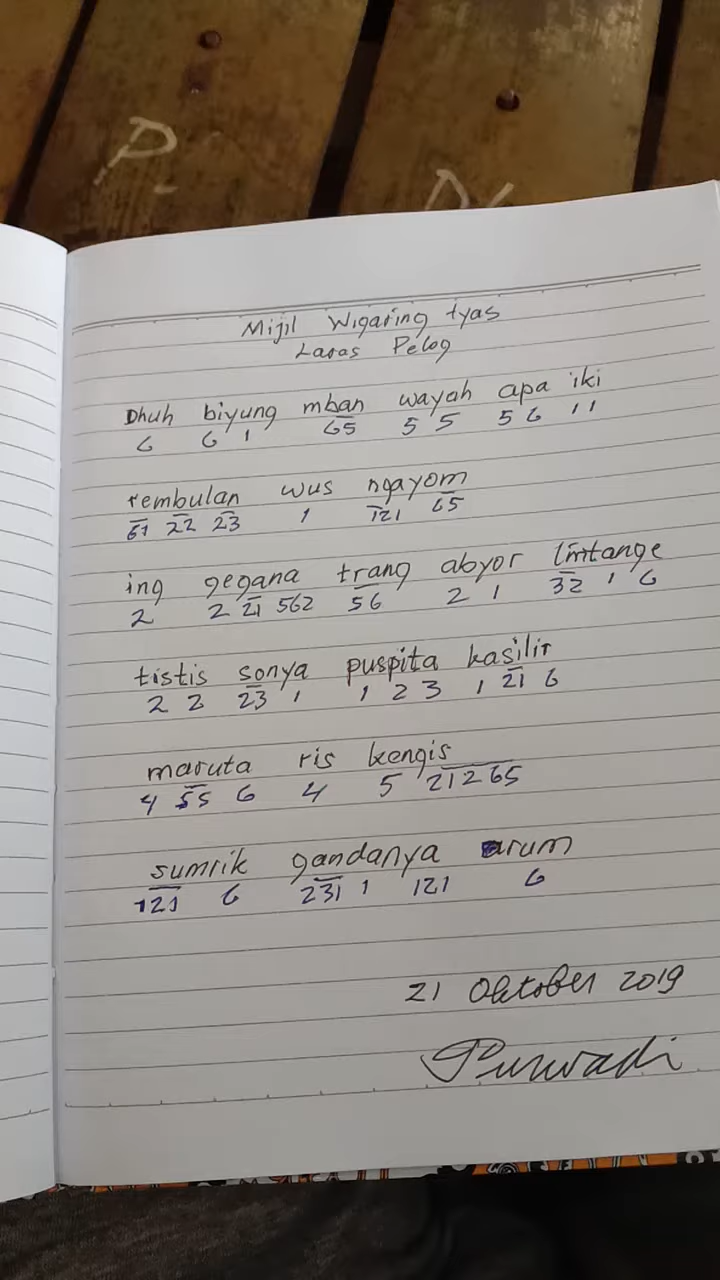 P
Mijil Wigaring tyas
Laras Pelog
Dhuh biyung mban wayah apa iki
6 6 1 65 5 5 5 6 1 1
rembulan wus ngayom
61 22 23 1 121 65
ing gegana trang abyor lintange
2 2 21 562 56 2 1 32 1 6
tistis sonya puspita kasilir
2 2 23 1 1 2 3 1 21 6
maruta ris kengis
4 55 6 4 5 21265
sumrik gandanya arum
121 6 231 1 121 6
21 Oktober 2019
Purwadi